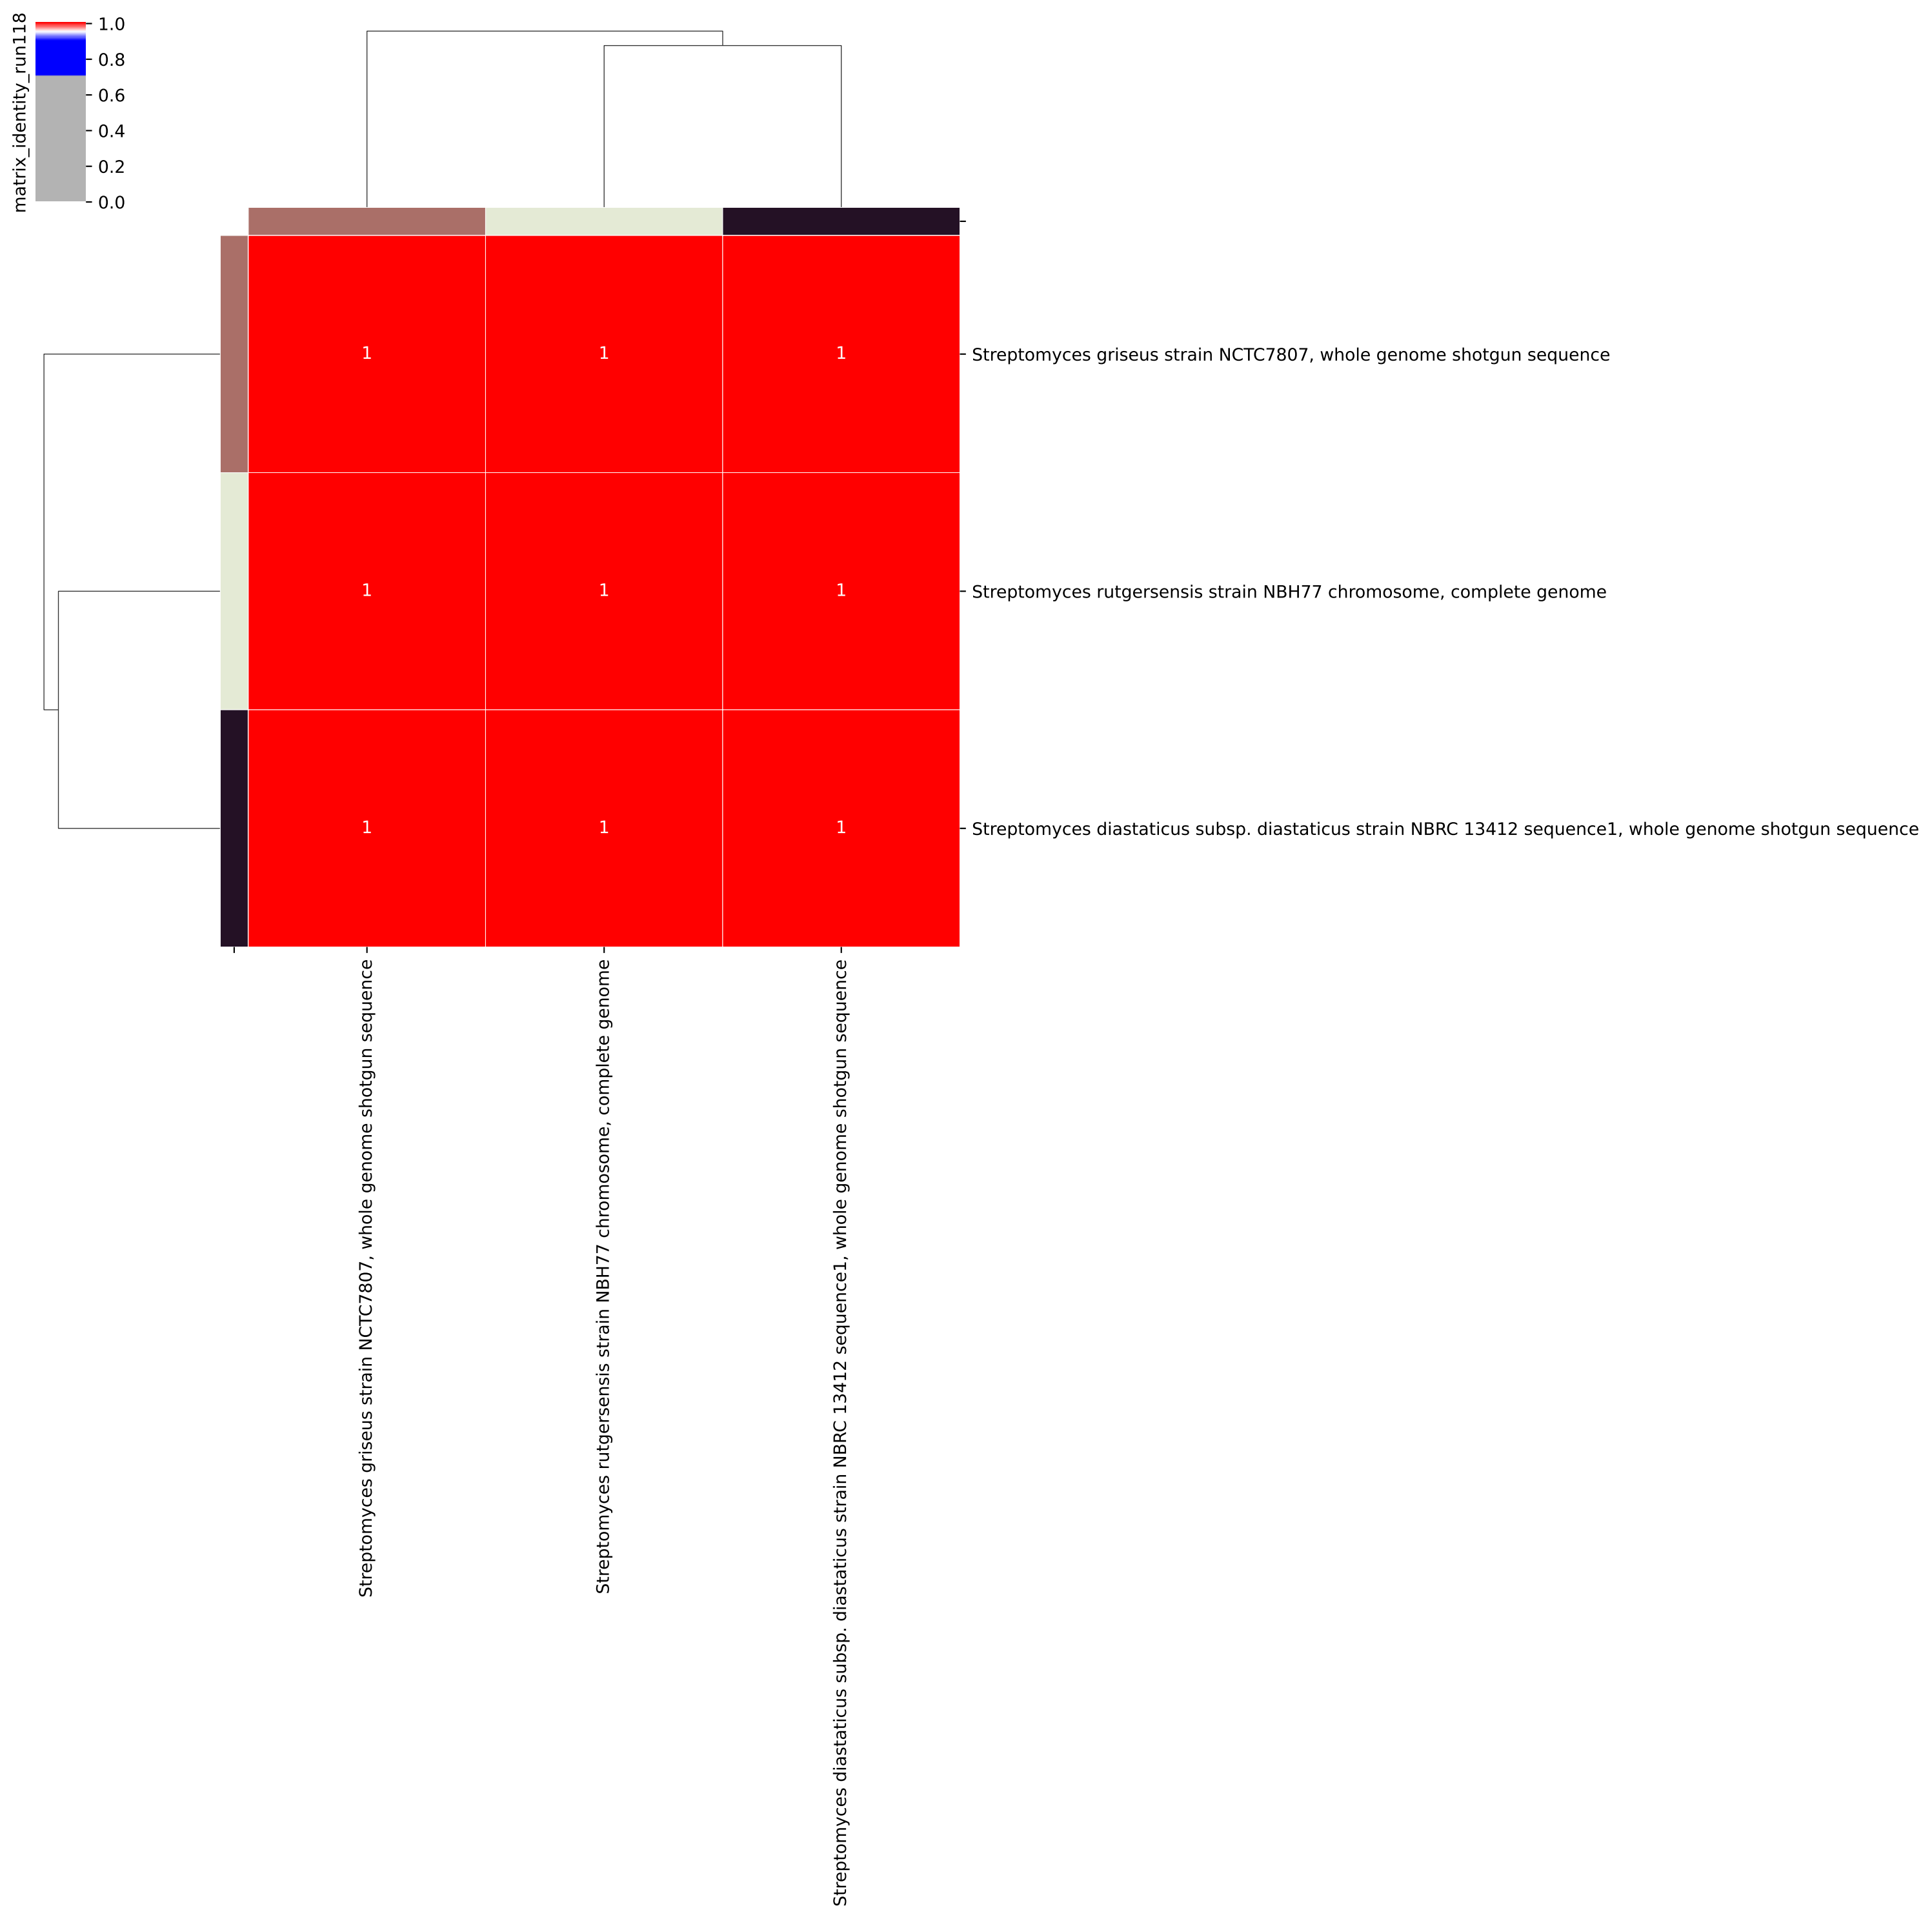 matrix_identity_run118
1.0
0.8
0.6
0.4
0.2
0.0
1 1 1
Streptomyces griseus strain NCTC7807, whole genome shotgun sequence
1 1 1
Streptomyces rutgersensis strain NBH77 chromosome, complete genome
1 1 1
Streptomyces diastaticus subsp. diastaticus strain NBRC 13412 sequence1, whole genome shotgun sequence
Streptomyces griseus strain NCTC7807, whole genome shotgun sequence
Streptomyces rutgersensis strain NBH77 chromosome, complete genome
Streptomyces diastaticus subsp. diastaticus strain NBRC 13412 sequence1, whole genome shotgun sequence